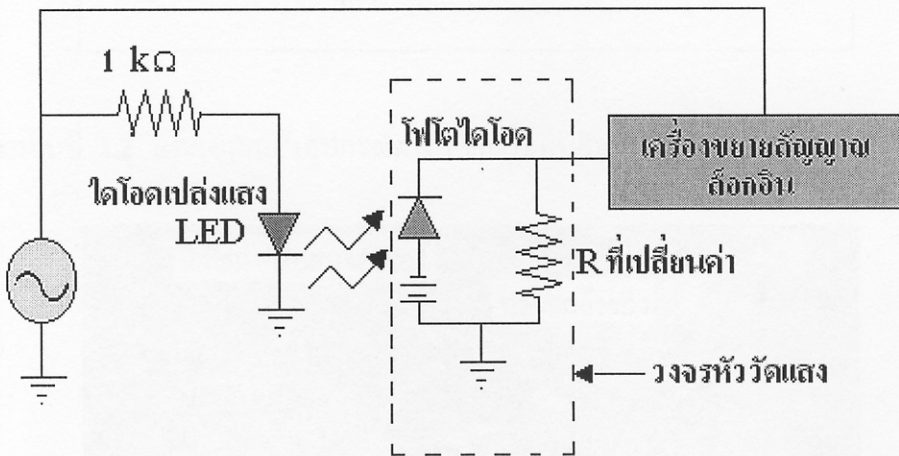 1 kΩ
โฟโตไดโอด
เครื่องขยายสัญญาณ
ล็อกอิน
ไดโอดเปล่งแสง
LED
R ที่เปลี่ยนค่า
วงจรหัววัดแสง